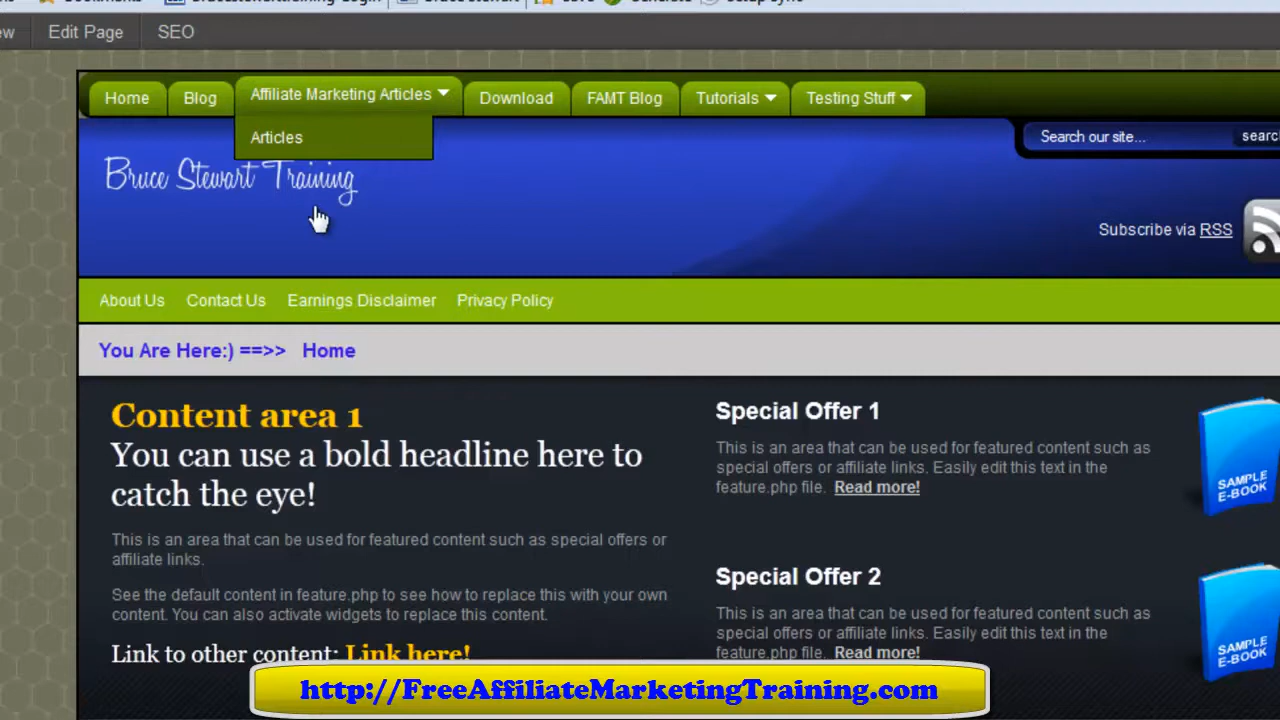 Edit Page SEO
Home Blog Affiliate Marketing Articles Download FAMT Blog Tutorials Testing Stuff
Articles
Search our site...
Bruce Stewart Training
Subscribe via RSS
About Us Contact Us Earnings Disclaimer Privacy Policy
You Are Here:) ==>> Home
Content area 1
You can use a bold headline here to
catch the eye!
This is an area that can be used for featured content such as special offers or
affiliate links.
See the default content in feature.php to see how to replace this with your own
content. You can also activate widgets to replace this content.
Link to other content: Link here!
Special Offer 1
This is an area that can be used for featured content such as
special offers or affiliate links. Easily edit this text in the
feature.php file. Read more!
SAMPLE
E-BOOK
Special Offer 2
This is an area that can be used for featured content such as
special offers or affiliate links. Easily edit this text in the
feature.php file. Read more!
SAMPLE
E-BOOK
http://FreeAffiliateMarketingTraining.com